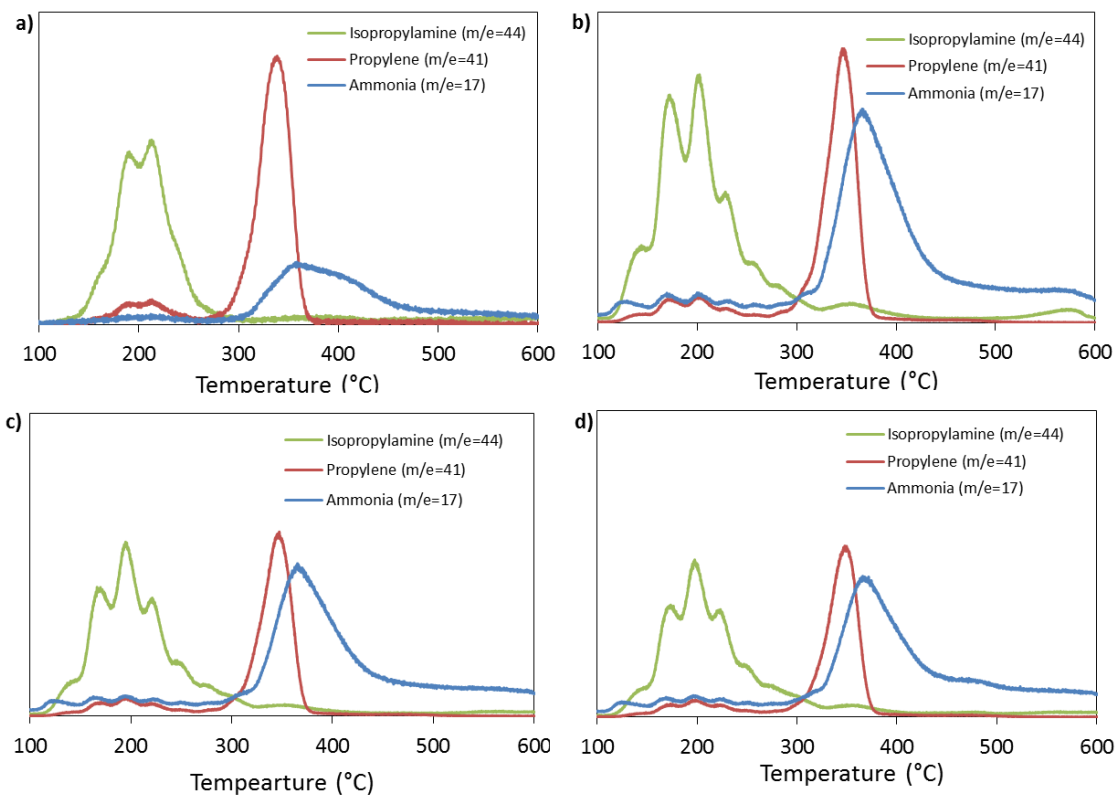 a)
Isopropylamine (m/e=44)
Propylene (m/e=41)
Ammonia (m/e=17)
100 200 300 400 500 600
Temperature (°C)
b)
Isopropylamine (m/e=44)
Propylene (m/e=41)
Ammonia (m/e=17)
100 200 300 400 500 600
Temperature (°C)
c)
Isopropylamine (m/e=44)
Propylene (m/e=41)
Ammonia (m/e=17)
100 200 300 400 500 600
Tempearture (°C)
d)
Isopropylamine (m/e=44)
Propylene (m/e=41)
Ammonia (m/e=17)
100 200 300 400 500 600
Temperature (°C)